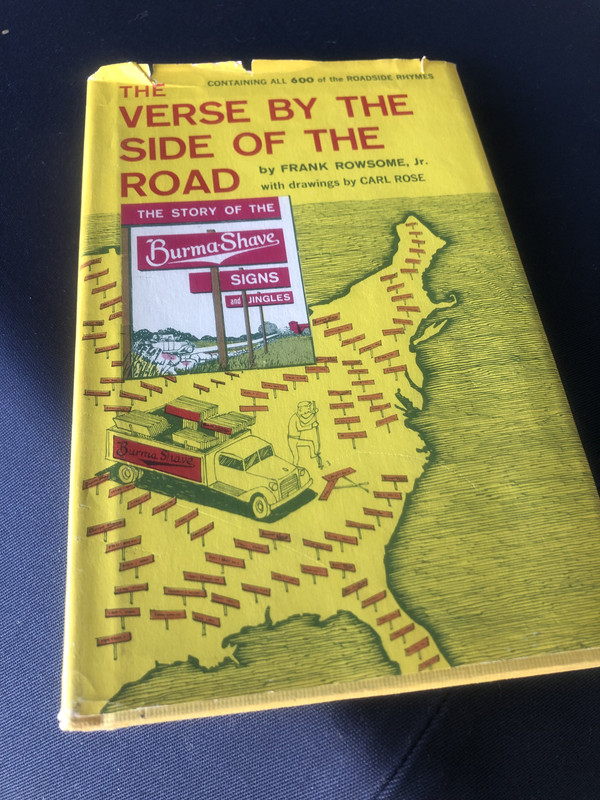 CONTAINING ALL 600 of the ROADSIDE RHYMES
THE
VERSE BY THE
SIDE OF THE
ROAD
by FRANK ROWSOME, Jr.
with drawings by CARL ROSE
THE STORY OF THE
Burma-Shave
SIGNS
and JINGLES
Burma Shave